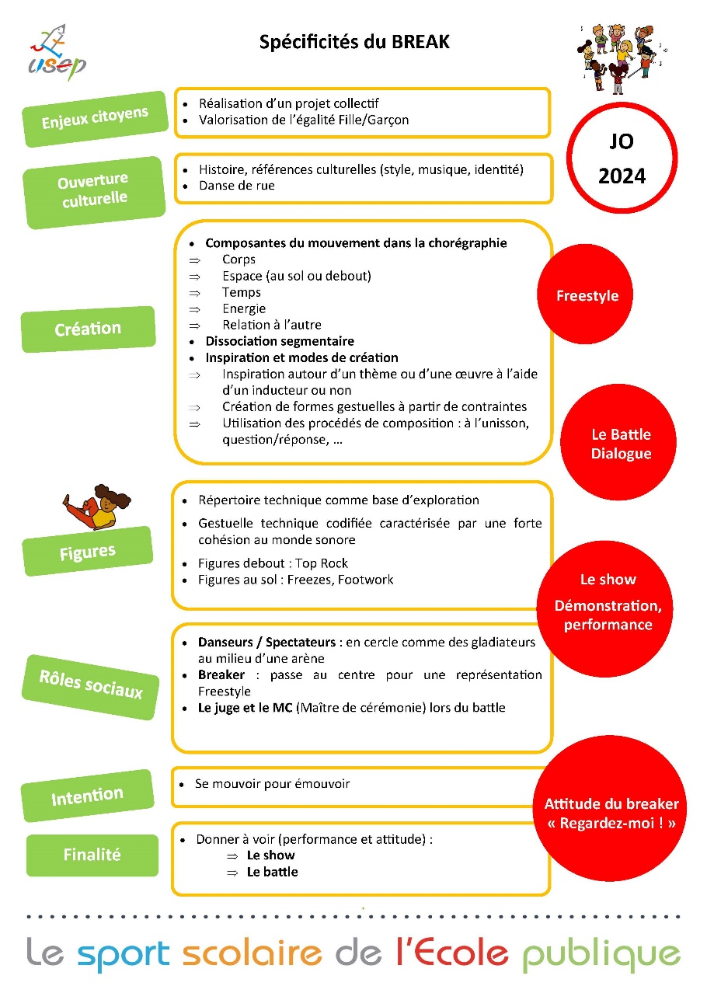 usep
Spécificités du BREAK
Enjeux citoyens
• Réalisation d’un projet collectif
• Valorisation de l’égalité Fille/Garçon
JO
2024
Ouverture
culturelle
• Histoire, références culturelles (style, musique, identité)
• Danse de rue
Création
• Composantes du mouvement dans la chorégraphie
⇒ Corps
⇒ Espace (au sol ou debout)
⇒ Temps
⇒ Energie
⇒ Relation à l’autre
• Dissociation segmentaire
• Inspiration et modes de création
⇒ Inspiration autour d’un thème ou d’une œuvre à l’aide
d’un inducteur ou non
⇒ Création de formes gestuelles à partir de contraintes
⇒ Utilisation des procédés de composition : à l’unisson,
question/réponse, …
Freestyle
Le Battle
Dialogue
Figures
• Répertoire technique comme base d’exploration
• Gestuelle technique codifiée caractérisée par une forte
cohésion au monde sonore
• Figures debout : Top Rock
• Figures au sol : Freezes, Footwork
Le show
Démonstration,
performance
Rôles sociaux
• Danseurs / Spectateurs : en cercle comme des gladiateurs
au milieu d’une arène
• Breaker : passe au centre pour une représentation
Freestyle
• Le juge et le MC (Maître de cérémonie) lors du battle
Intention
• Se mouvoir pour émouvoir
Attitude du breaker
« Regardez-moi ! »
Finalité
• Donner à voir (performance et attitude) :
⇒ Le show
⇒ Le battle
Le sport scolaire de l’Ecole publique